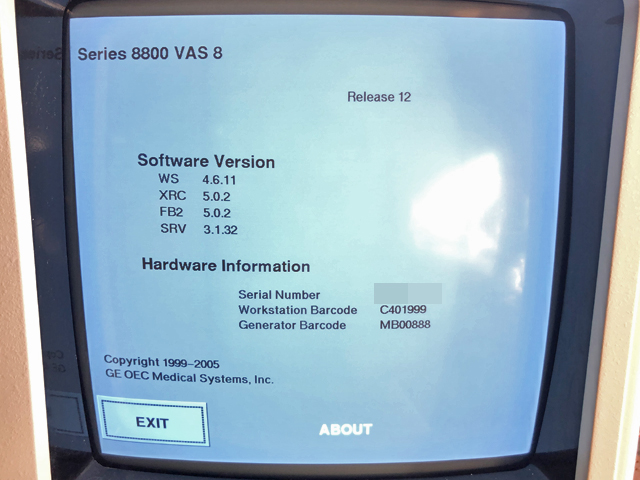 Series 8800 VAS 8
Release 12
Software Version
WS 4.6.11
XRC 5.0.2
FB2 5.0.2
SRV 3.1.32
Hardware Information
Serial Number
Workstation Barcode C401999
Generator Barcode MB00888
Copyright 1999-2005
GE OEC Medical Systems, Inc.
EXIT
ABOUT